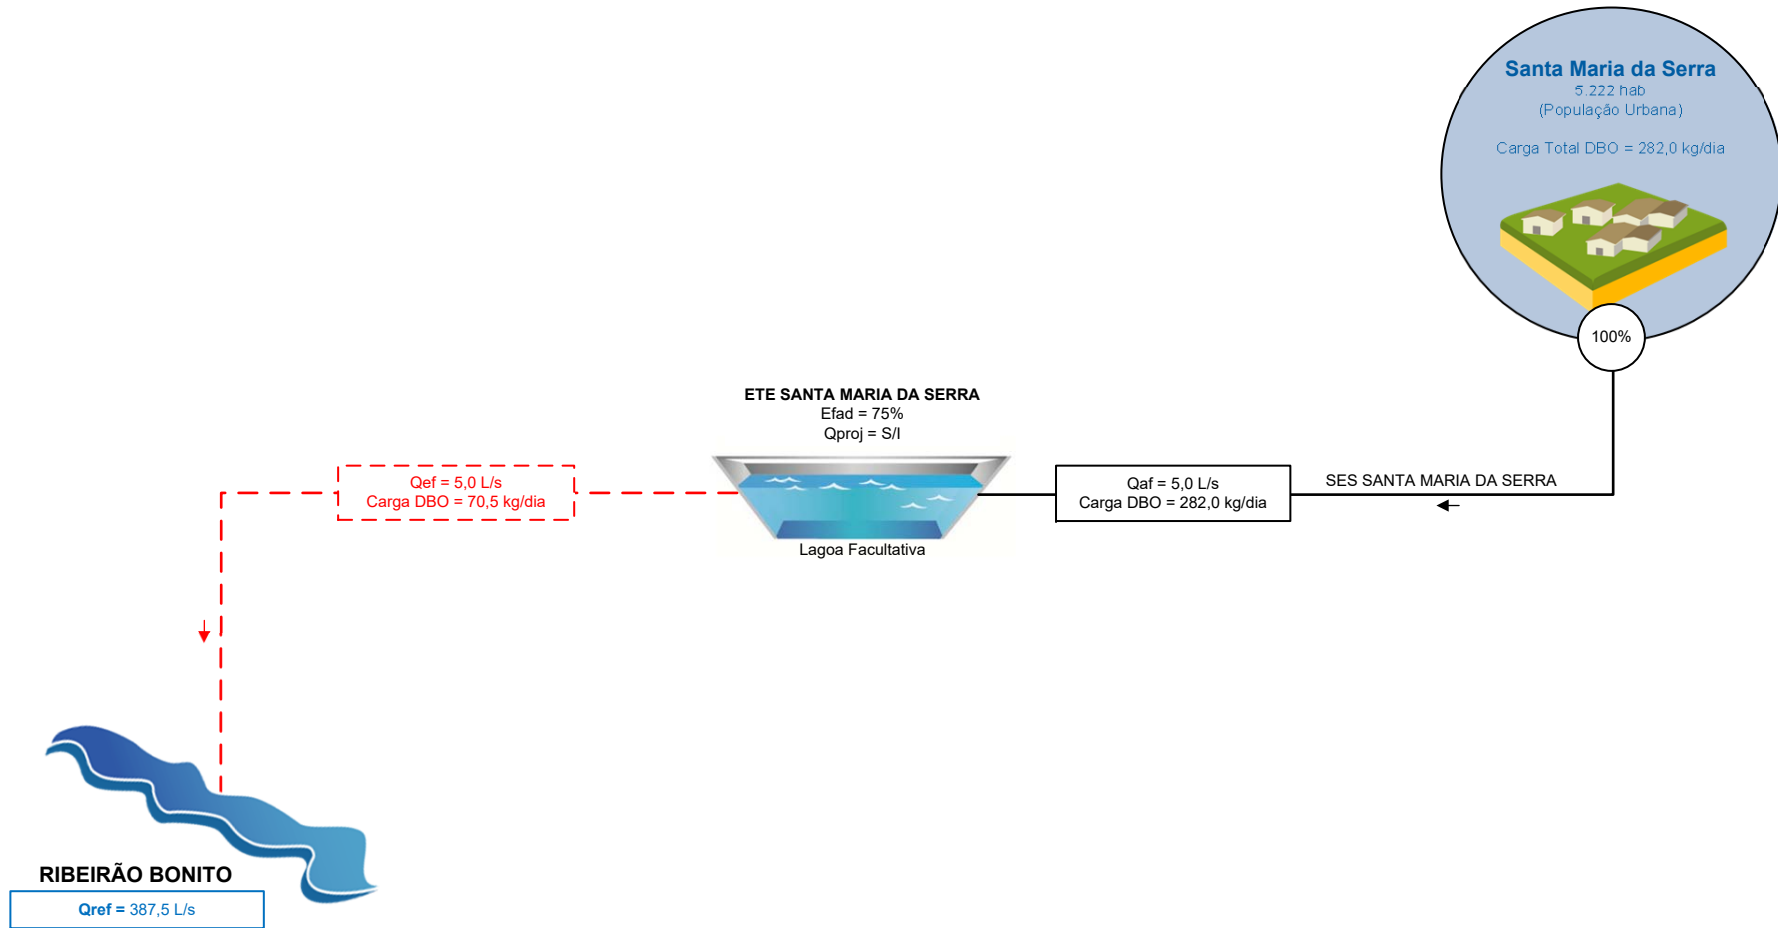 Santa Maria da Serra
5.222 hab
(População Urbana)
Carga Total DBO = 282,0 kg/dia
100%
ETE SANTA MARIA DA SERRA
Efad = 75%
Qproj = S/I
Qef = 5,0 L/s
Carga DBO = 70,5 kg/dia
Qaf = 5,0 L/s
Carga DBO = 282,0 kg/dia
SES SANTA MARIA DA SERRA
Lagoa Facultativa
RIBEIRÃO BONITO
Qref = 387,5 L/s